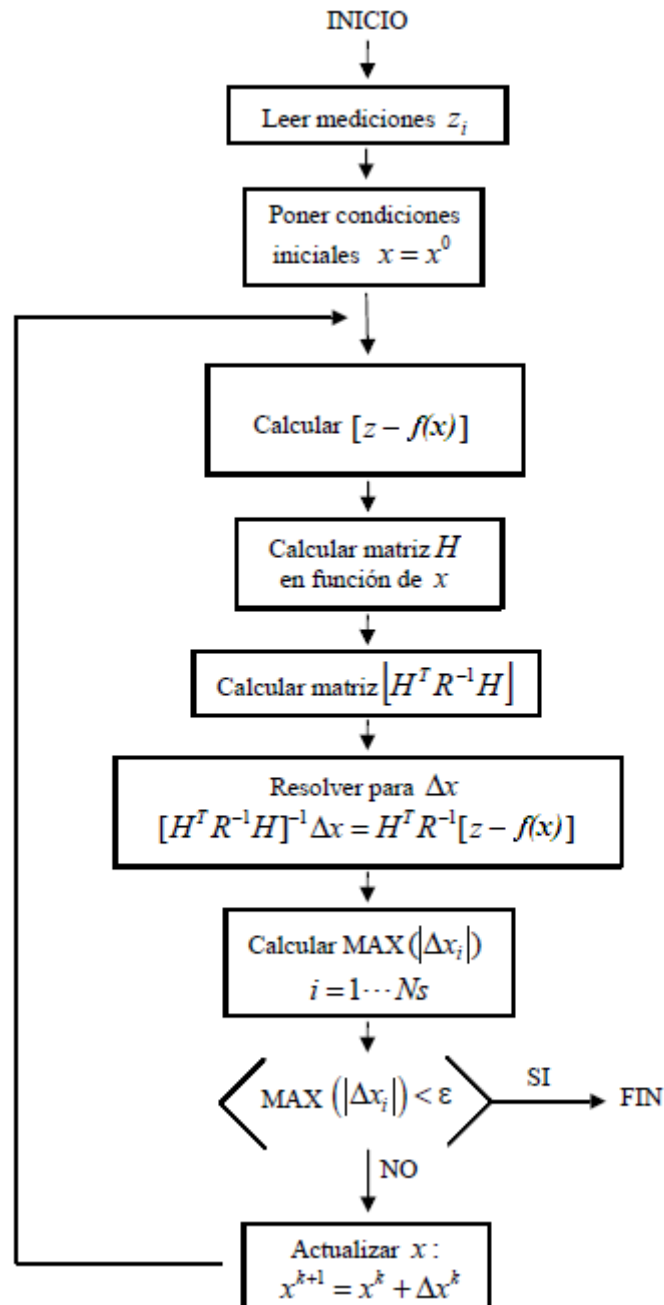 INICIO
Leer mediciones z_i
Poner condiciones
iniciales x = x^0
Calcular [z − f(x)]
Calcular matriz H
en función de x
Calcular matriz ⌊H^T R^{−1} H⌋
Resolver para Δx
[H^T R^{−1} H]^{−1} Δx = H^T R^{−1} [z − f(x)]
Calcular MAX (|Δx_i|)
i = 1 ⋯ Ns
MAX (|Δx_i|) < ε
SI
FIN
NO
Actualizar x :
x^{k+1} = x^k + Δx^k